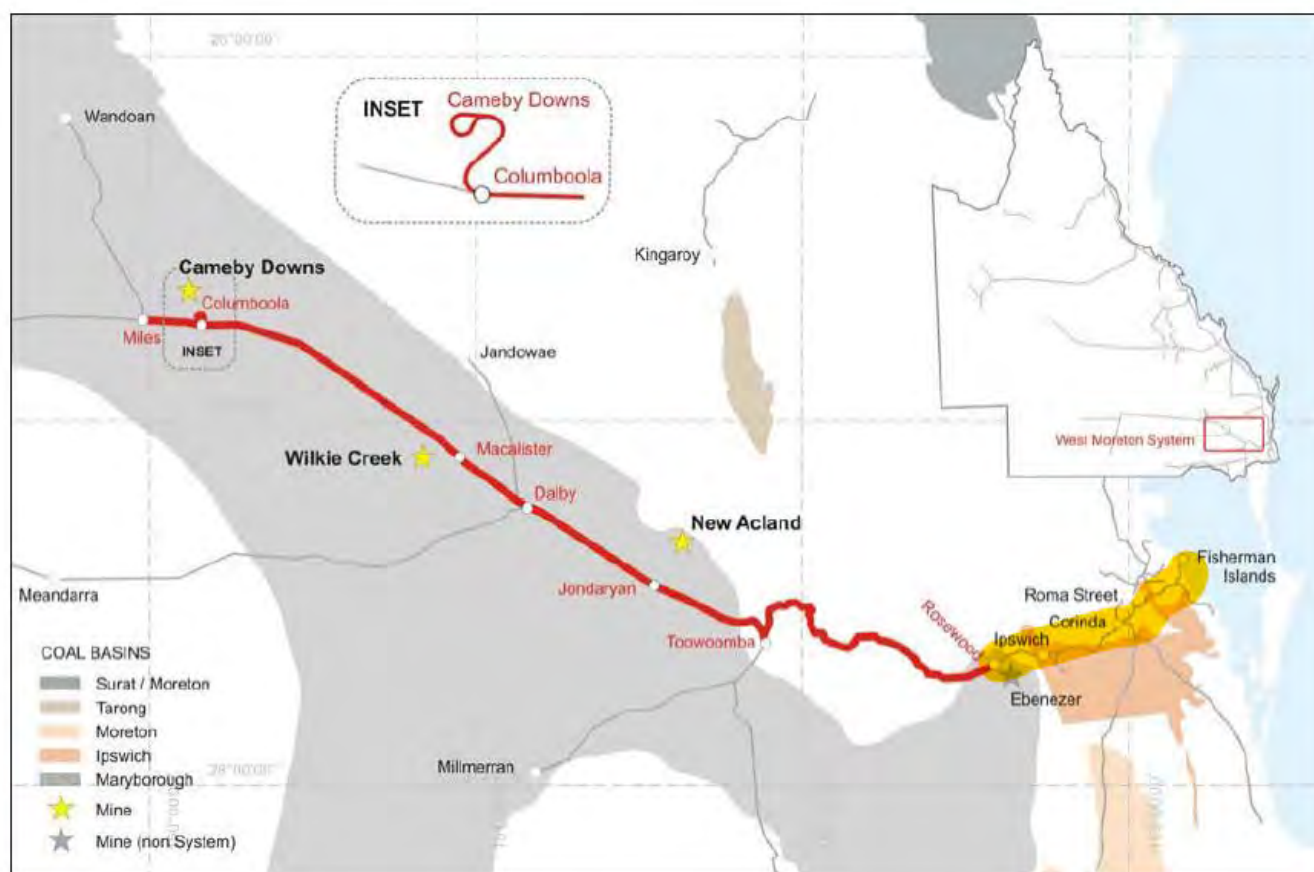 26°00'00"
Wandoan
INSET
Cameby Downs
Columboola
Kingaroy
Cameby Downs
Columboola
Miles
INSET
Jandowae
West Moreton System
Macalister
Wilkie Creek
Dalby
New Acland
Fisherman
Islands
Meandarra
Jondaryan
Roma Street
Corinda
Rosewood
Ipswich
Toowoomba
Ebenezer
COAL BASINS
Surat / Moreton
Tarong
Moreton
Ipswich
Maryborough
Millmerran
28°00'00"
Mine
Mine (non System)